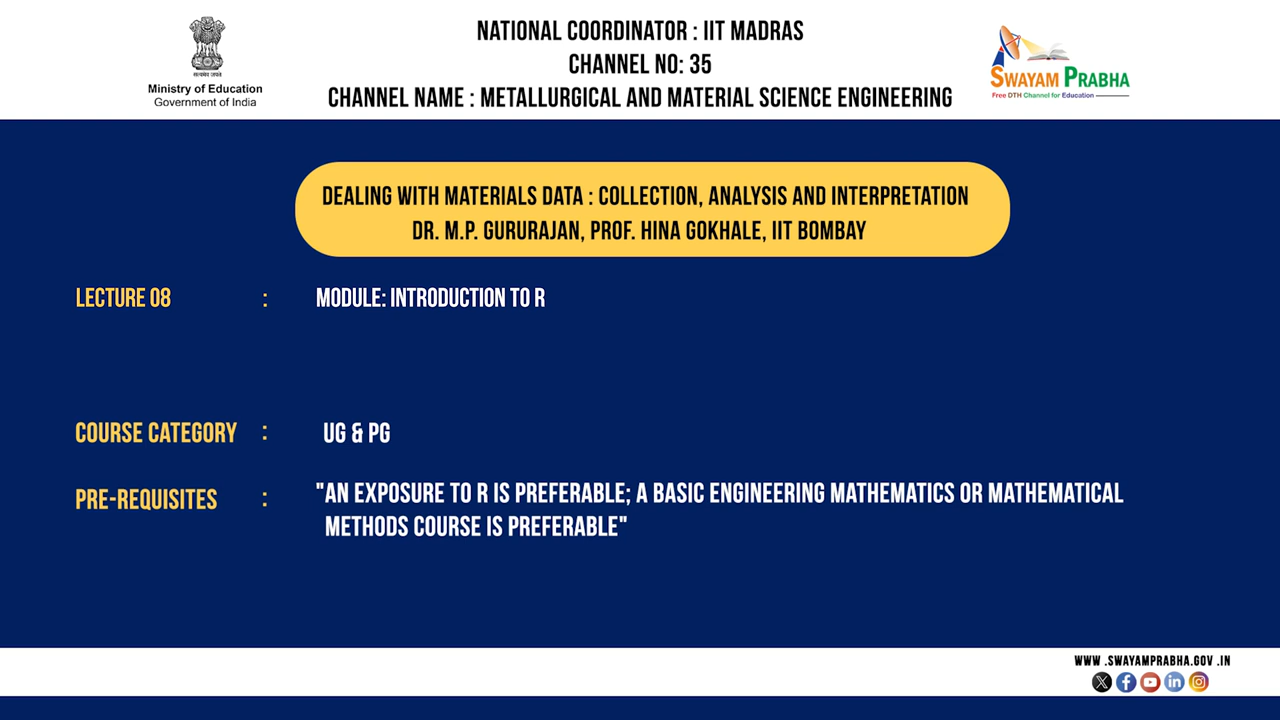 NATIONAL COORDINATOR : IIT MADRAS
CHANNEL NO: 35
CHANNEL NAME : METALLURGICAL AND MATERIAL SCIENCE ENGINEERING
सत्यमेव जयते
Ministry of Education
Government of India
SWAYAM PRABHA
Free DTH Channel for Education
DEALING WITH MATERIALS DATA : COLLECTION, ANALYSIS AND INTERPRETATION
DR. M.P. GURURAJAN, PROF. HINA GOKHALE, IIT BOMBAY
LECTURE 08 : MODULE: INTRODUCTION TO R
COURSE CATEGORY : UG & PG
PRE-REQUISITES : "AN EXPOSURE TO R IS PREFERABLE; A BASIC ENGINEERING MATHEMATICS OR MATHEMATICAL
METHODS COURSE IS PREFERABLE"
WWW .SWAYAMPRABHA.GOV .IN